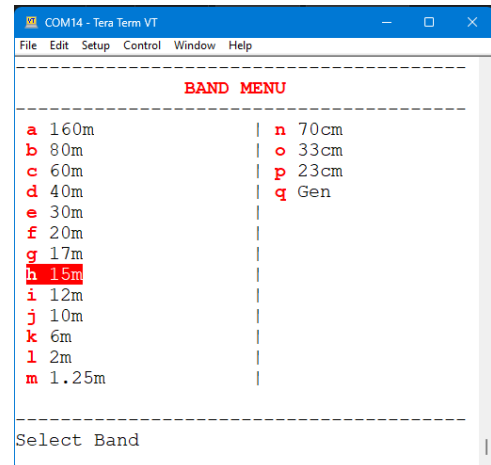 COM14 - Tera Term VT
File Edit Setup Control Window Help
--------------------------------------------
BAND MENU
--------------------------------------------
a 160m | n 70cm
b 80m | o 33cm
c 60m | p 23cm
d 40m | q Gen
e 30m |
f 20m |
g 17m |
h 15m |
i 12m |
j 10m |
k 6m |
l 2m |
m 1.25m |
--------------------------------------------
Select Band